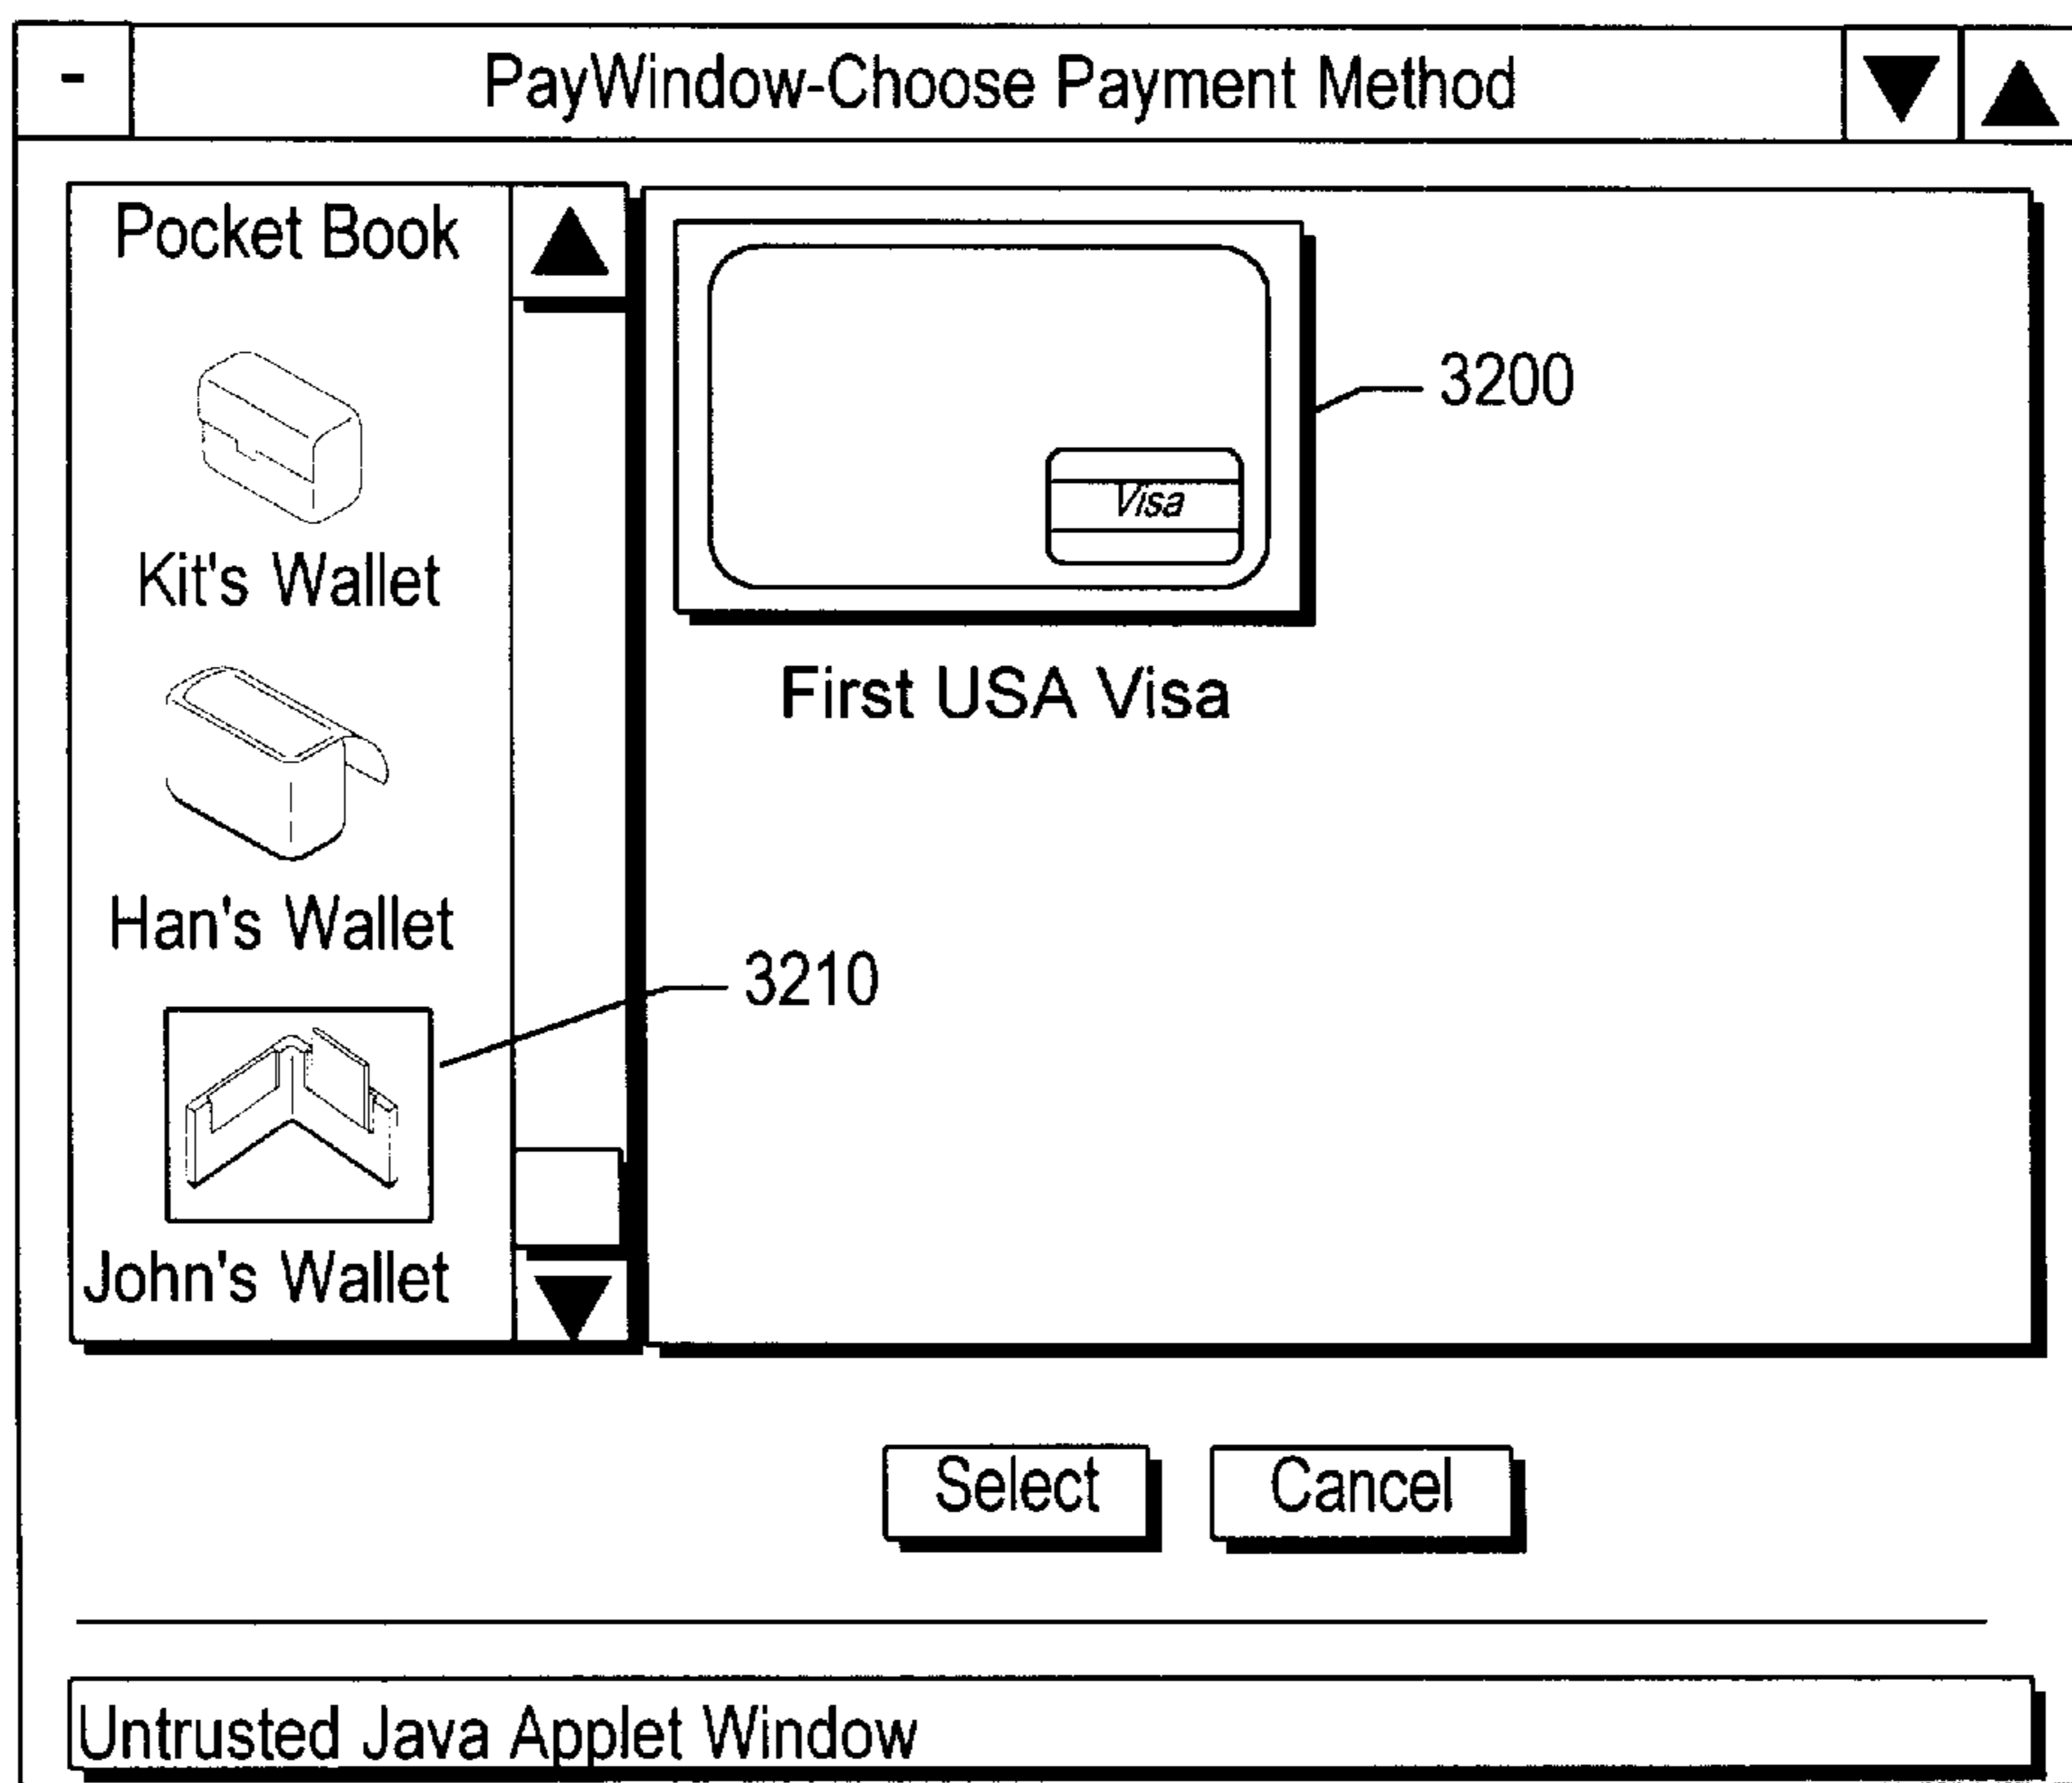 PayWindow-Choose Payment Method
Pocket Book
Kit's Wallet
Han's Wallet
John's Wallet
Visa
3200
First USA Visa
3210
Select
Cancel
Untrusted Java Applet Window